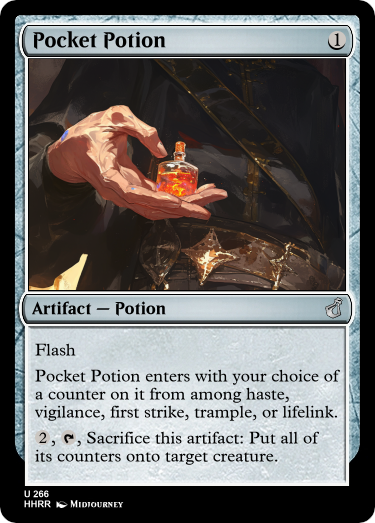 Pocket Potion 1
Artifact — Potion
Flash
Pocket Potion enters with your choice of
a counter on it from among haste,
vigilance, first strike, trample, or lifelink.
2, , Sacrifice this artifact: Put all of
its counters onto target creature.
U 266
HHRR Midjourney